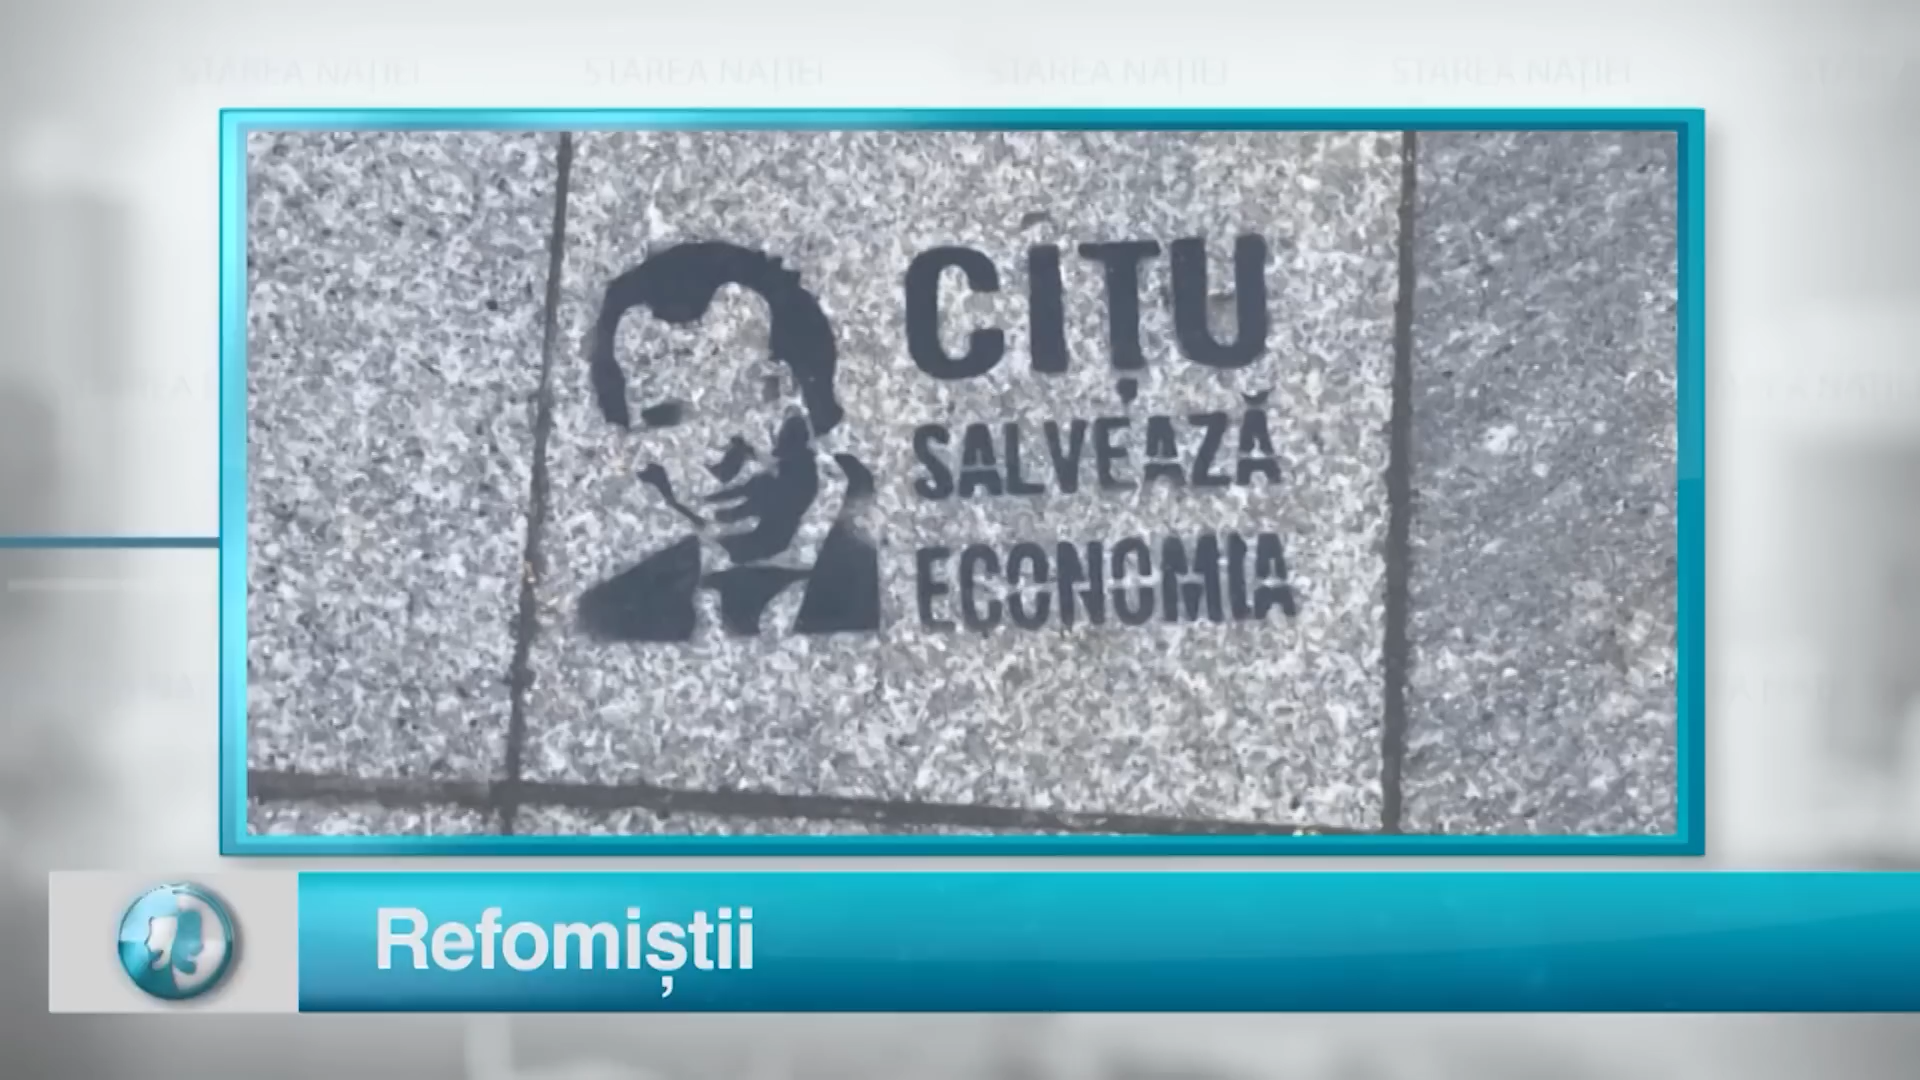 STAREA NAȚIEI STAREA NAȚIEI STAREA NAȚIEI STAREA NAȚIEI
CÎȚU
SALVEAZĂ
ECONOMIA
Refomiștii